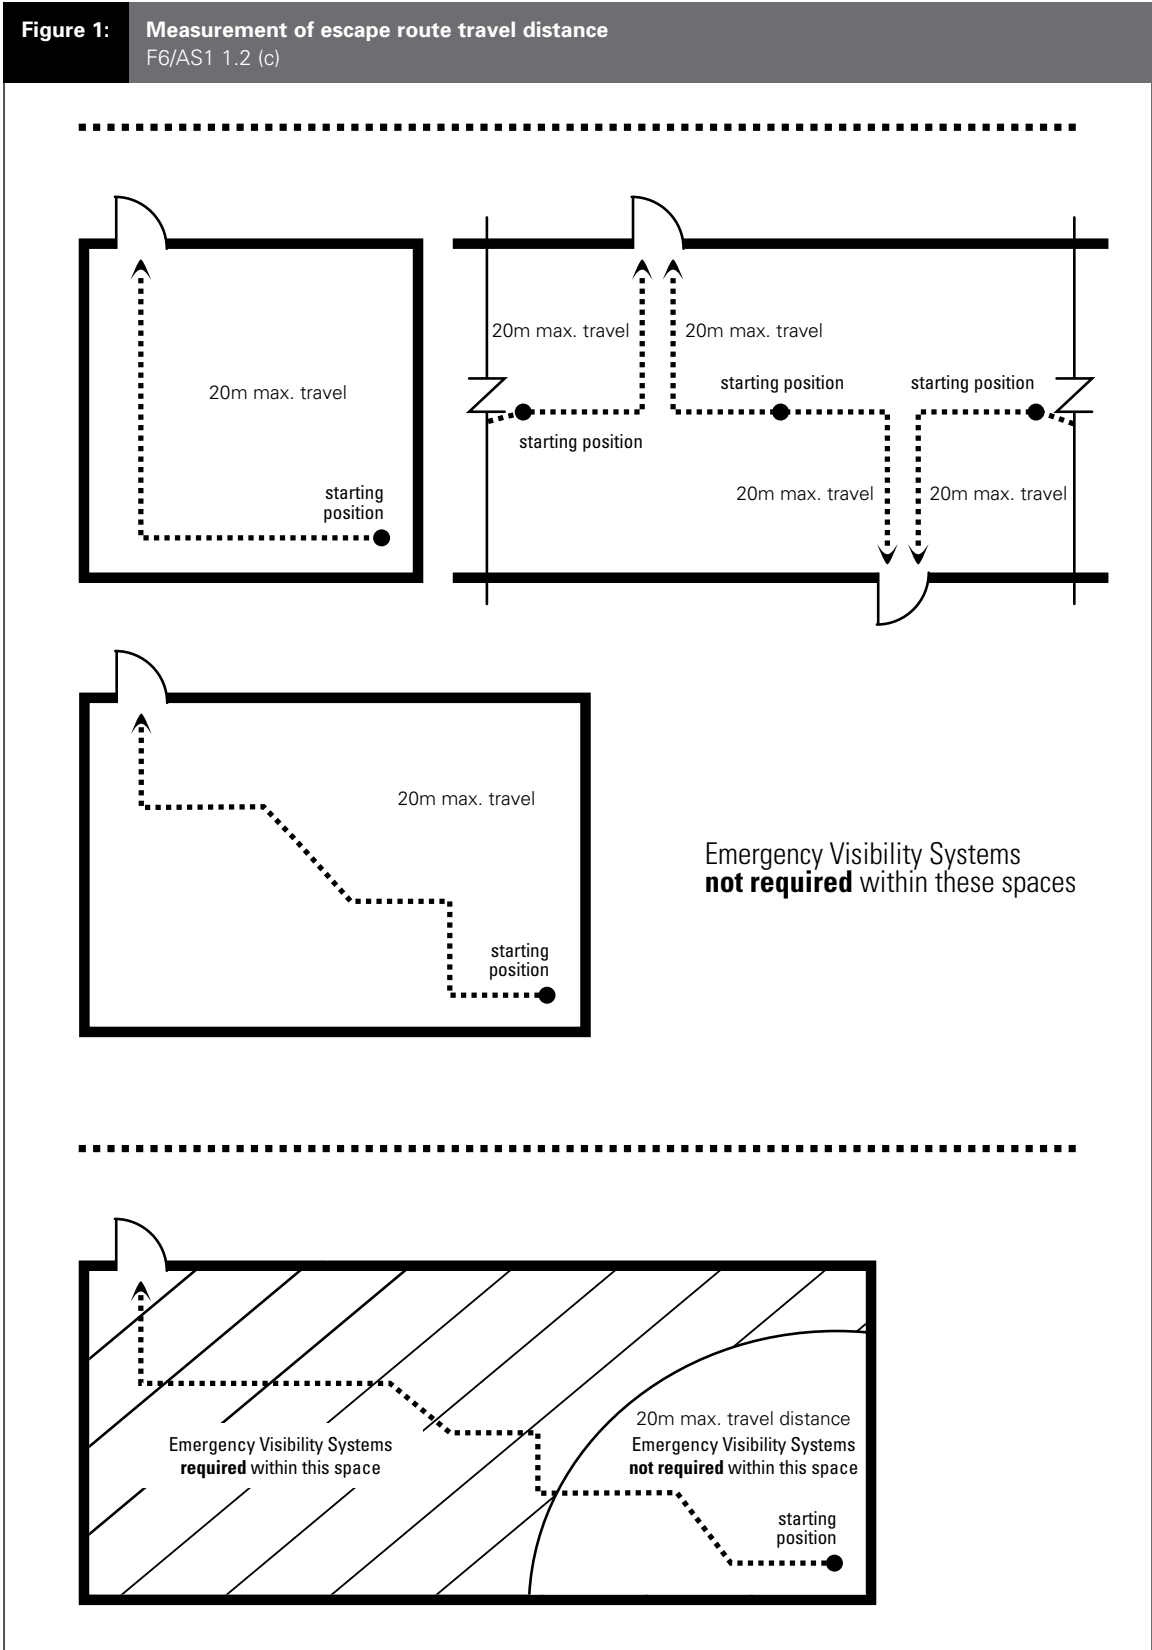 Figure 1:
Measurement of escape route travel distance
F6/AS1 1.2 (c)
20m max. travel
starting
position
20m max. travel
20m max. travel
starting position
starting position
starting position
20m max. travel
20m max. travel
20m max. travel
starting
position
Emergency Visibility Systems
not required within these spaces
20m max. travel distance
Emergency Visibility Systems
required within this space
Emergency Visibility Systems
not required within this space
starting
position